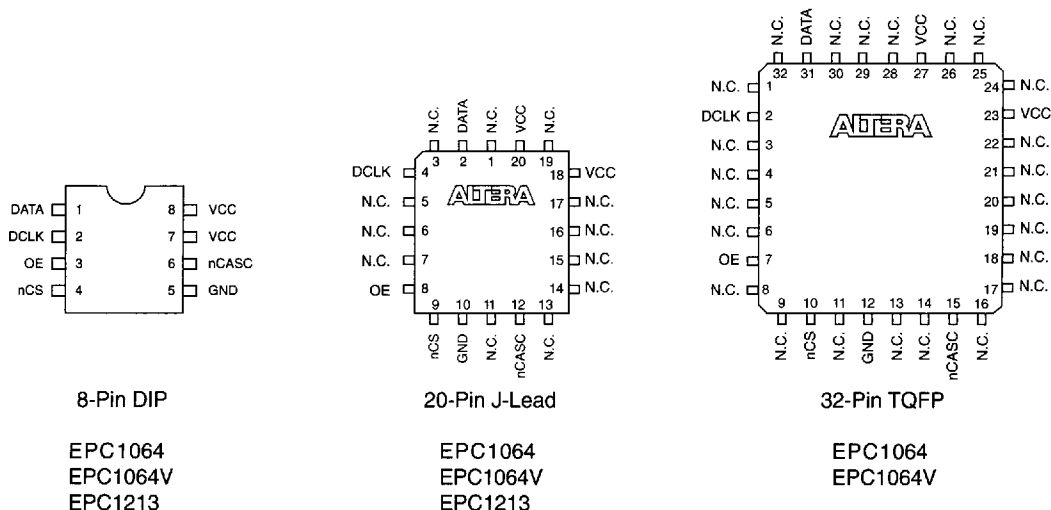 DATA 1 8 VCC
DCLK 2 7 VCC
OE 3 6 nCASC
nCS 4 5 GND
8-Pin DIP
EPC1064
EPC1064V
EPC1213
N.C. DATA N.C. VCC N.C.
3 2 1 20 19
DCLK 4 18 VCC
ALTERA
N.C. 5 17 N.C.
N.C. 6 16 N.C.
N.C. 7 15 N.C.
OE 8 14 N.C.
9 10 11 12 13
nCS GND N.C. nCASC N.C.
20-Pin J-Lead
EPC1064
EPC1064V
EPC1213
N.C. DATA N.C. N.C. N.C. VCC N.C. N.C.
32 31 30 29 28 27 26 25
N.C. 1 24 N.C.
DCLK 2 23 VCC
ALTERA
N.C. 3 22 N.C.
N.C. 4 21 N.C.
N.C. 5 20 N.C.
N.C. 6 19 N.C.
OE 7 18 N.C.
N.C. 8 17 N.C.
9 10 11 12 13 14 15 16
N.C. nCS N.C. GND N.C. N.C. nCASC N.C.
32-Pin TQFP
EPC1064
EPC1064V